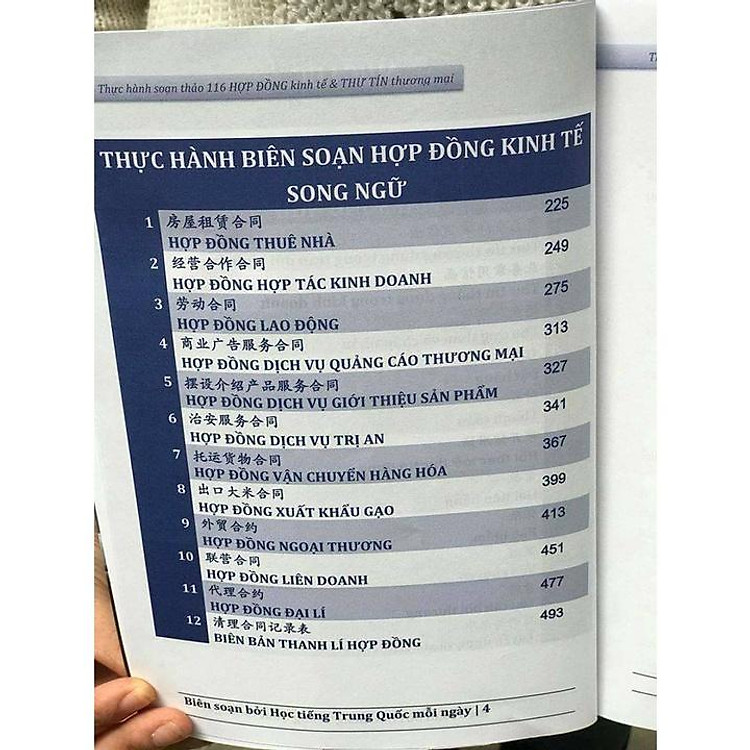 Thực hành soạn thảo 116 HỢP ĐỒNG kinh tế & THƯ TÍN thương mại
THỰC HÀNH BIÊN SOẠN HỢP ĐỒNG KINH TẾ
SONG NGỮ
1 房屋租赁合同 225
HỢP ĐỒNG THUÊ NHÀ
2 经营合作合同 249
HỢP ĐỒNG HỢP TÁC KINH DOANH
3 劳动合同 275
HỢP ĐỒNG LAO ĐỘNG
4 商业广告服务合同 313
HỢP ĐỒNG DỊCH VỤ QUẢNG CÁO THƯƠNG MẠI
5 摆设介绍产品服务合同 327
HỢP ĐỒNG DỊCH VỤ GIỚI THIỆU SẢN PHẨM
6 治安服务合同 341
HỢP ĐỒNG DỊCH VỤ TRỊ AN
7 托运货物合同 367
HỢP ĐỒNG VẬN CHUYỂN HÀNG HÓA
8 出口大米合同 399
HỢP ĐỒNG XUẤT KHẨU GẠO
9 外贸合约 413
HỢP ĐỒNG NGOẠI THƯƠNG
10 联营合同 451
HỢP ĐỒNG LIÊN DOANH
11 代理合约 477
HỢP ĐỒNG ĐẠI LÍ
12 清理合同记录表 493
BIÊN BẢN THANH LÍ HỢP ĐỒNG
Biên soạn bởi Học tiếng Trung Quốc mỗi ngày | 4